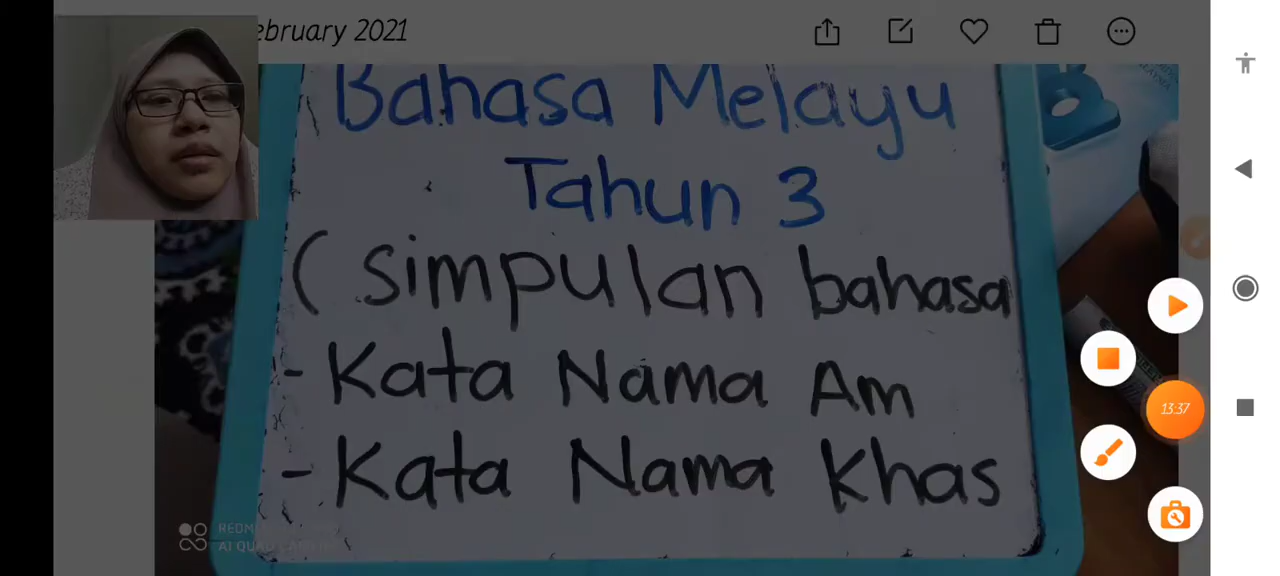 ebruary 2021
Bahasa Melayu
Tahun 3
( simpulan bahasa
- Kata Nama Am
- Kata Nama Khas
13:37